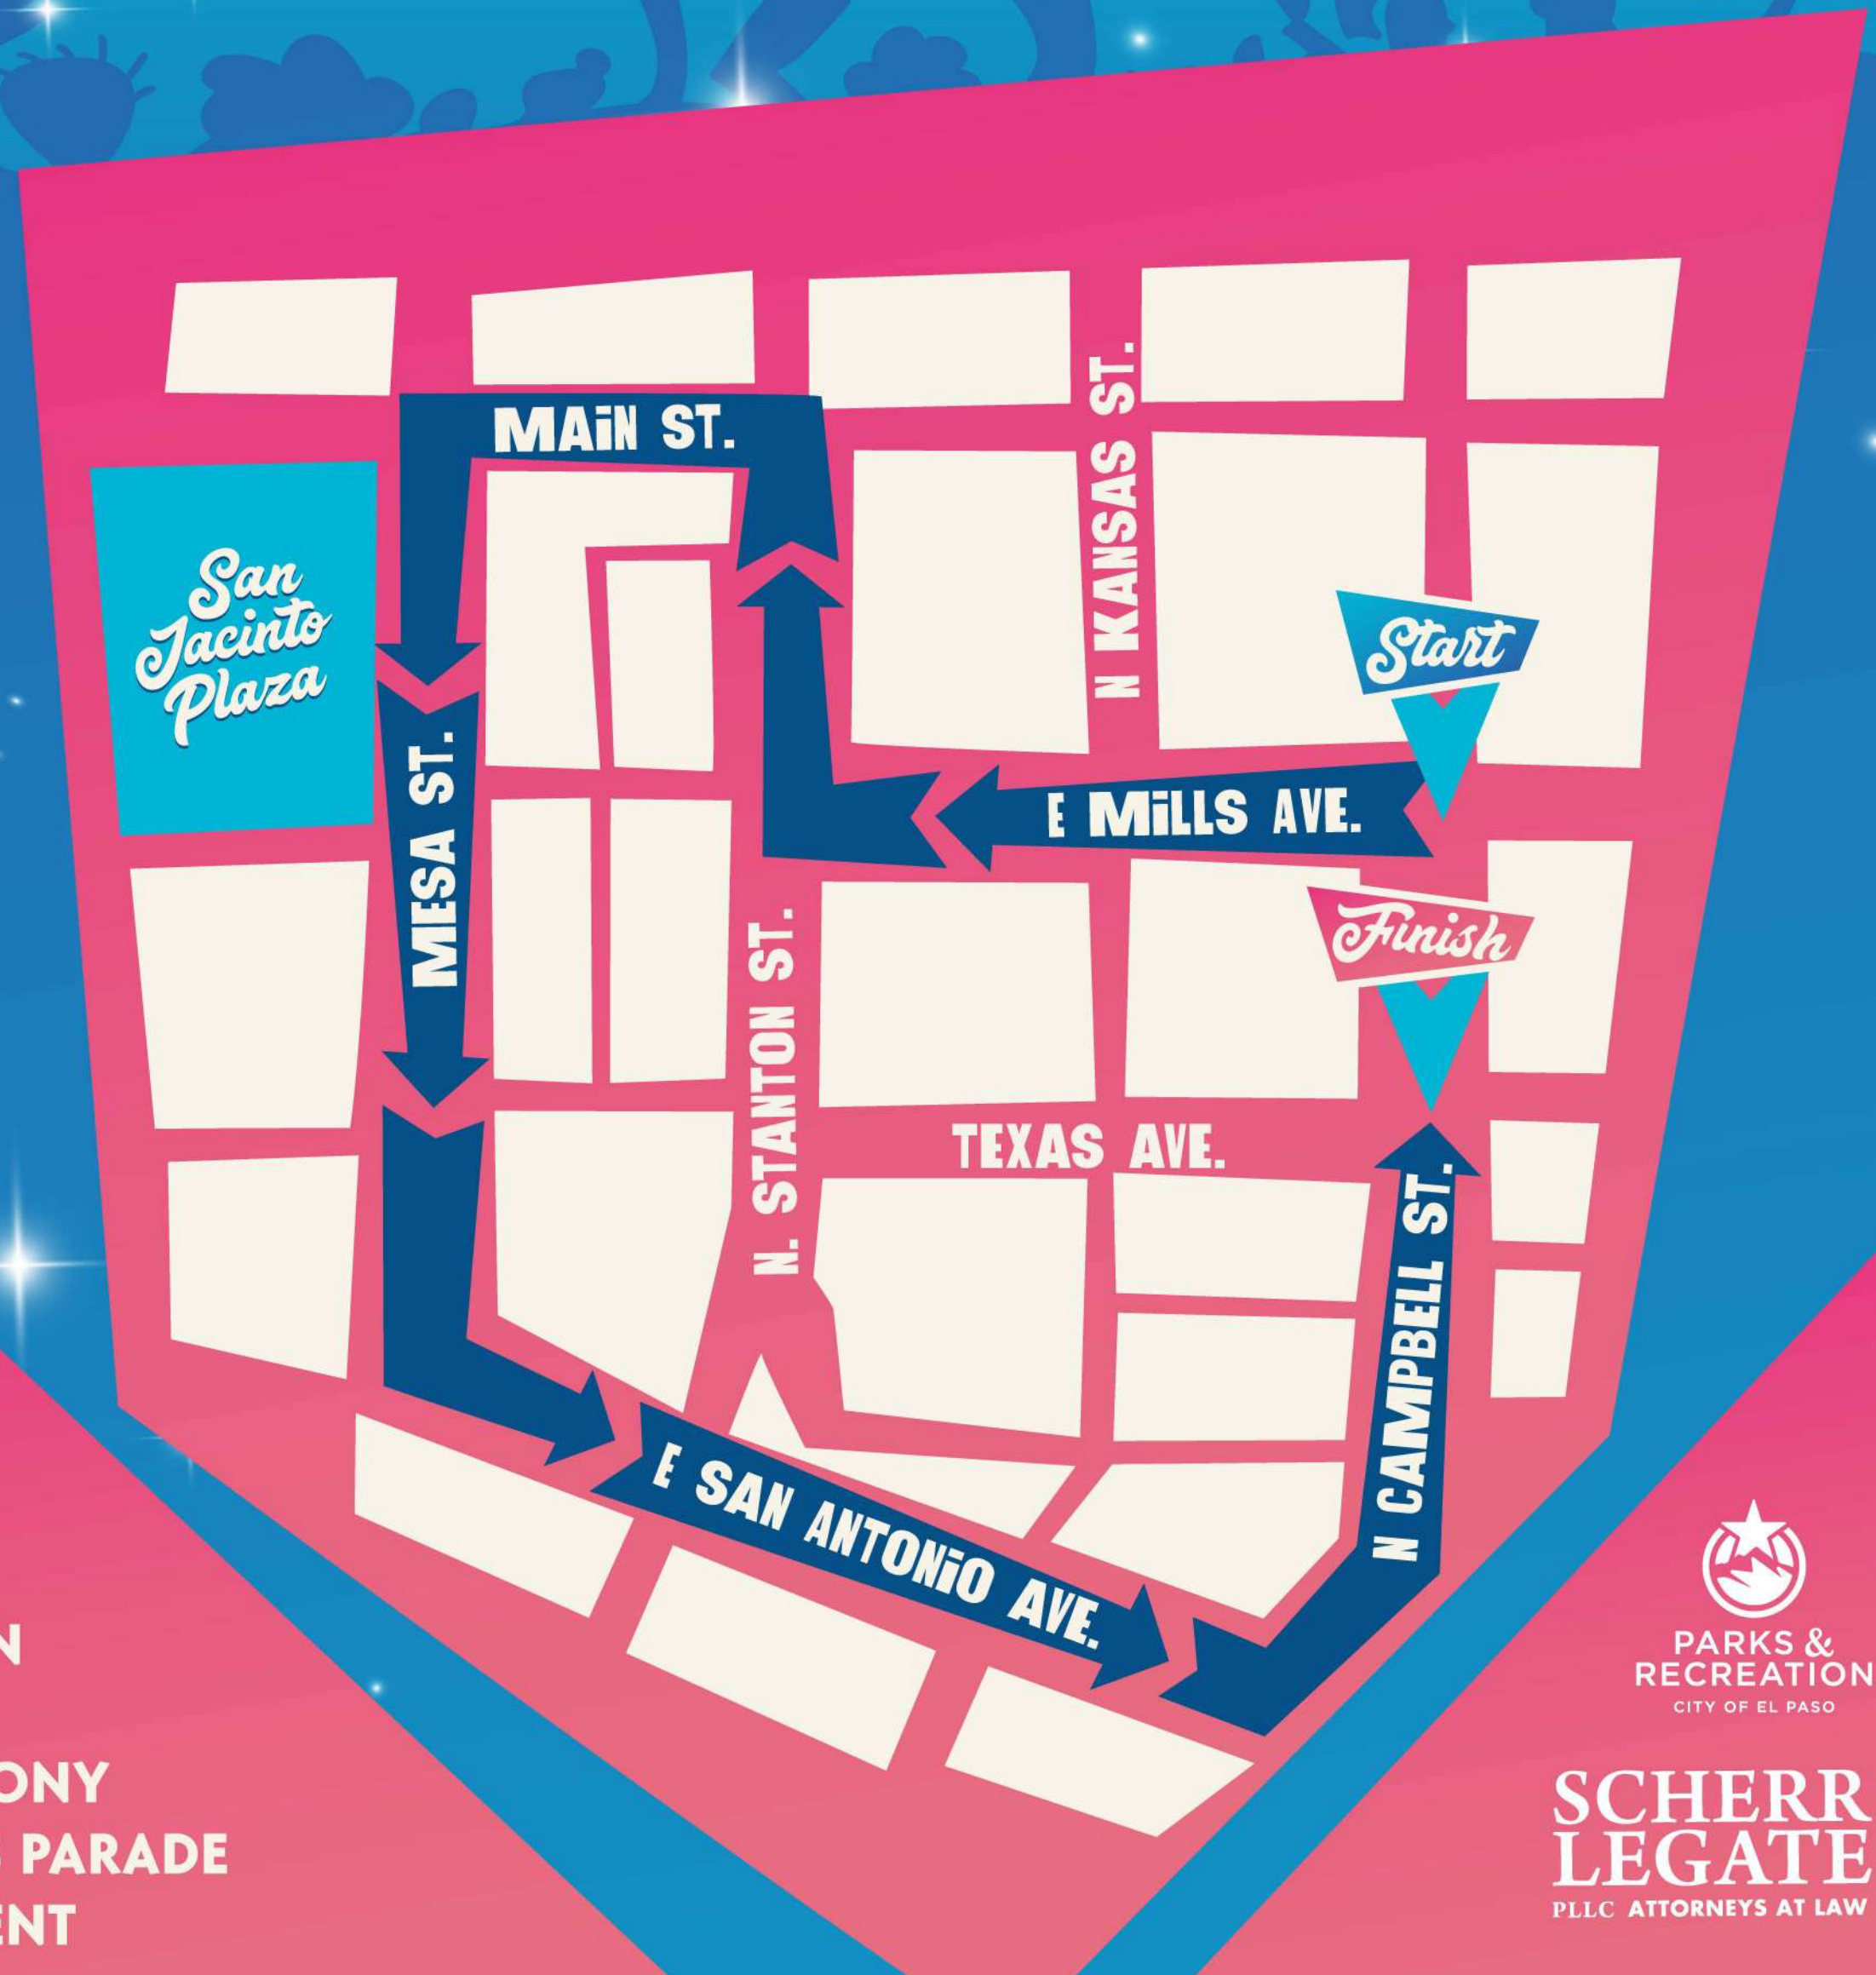 MAiN ST.
N KANSAS ST.
San
Jacinto
Plaza
Start
MESA ST.
E MiLLS AVE.
Finish
N. STANTON ST.
TEXAS AVE.
N CAMPBELL ST.
E SAN ANTONiO AVE.
PARKS &
RECREATION
CITY OF EL PASO
N
ONY
PARADE
ENT
SCHERR
LEGATE
PLLC ATTORNEYS AT LAW